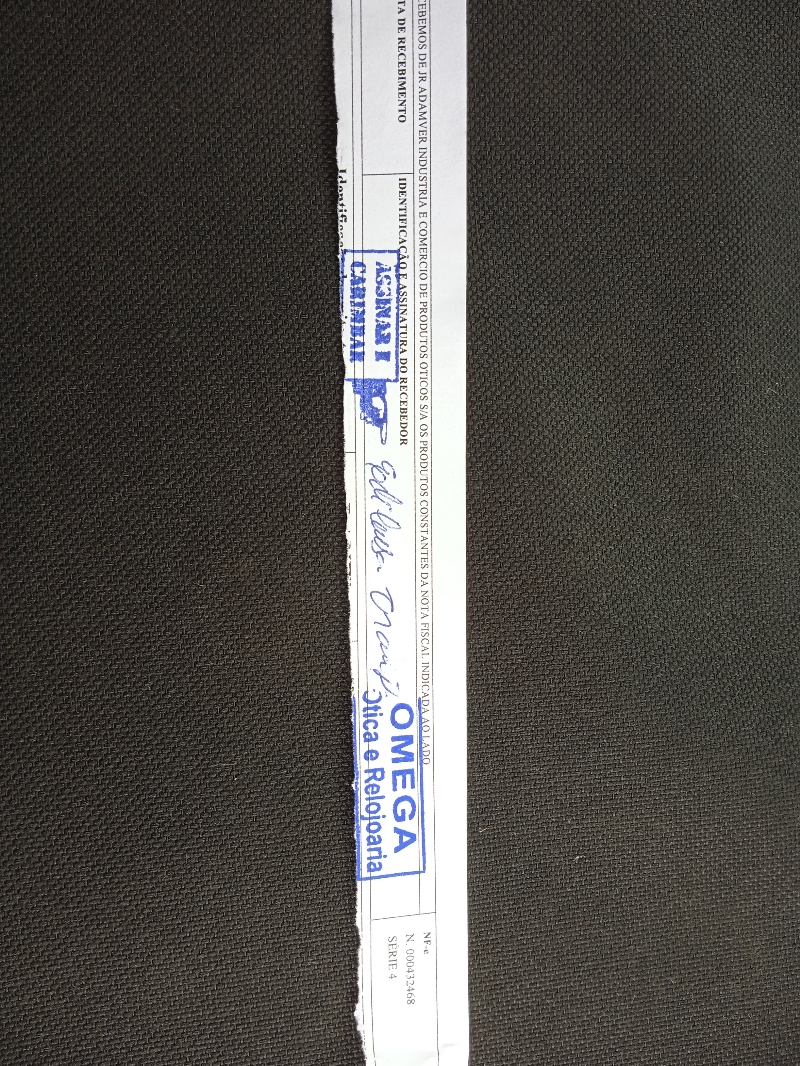 CEBEMOS DE JR ADAMVER INDUSTRIA E COMERCIO DE PRODUTOS OTICOS S/A OS PRODUTOS CONSTANTES DA NOTA FISCAL INDICADA AO LADO
TA DE RECEBIMENTO
IDENTIFICAÇÃO E ASSINATURA DO RECEBEDOR
ASSINAR E
CARIMBAR
OMEGA
Otica e Relojoaria
NF-e
N. 000432468
SÉRIE 4